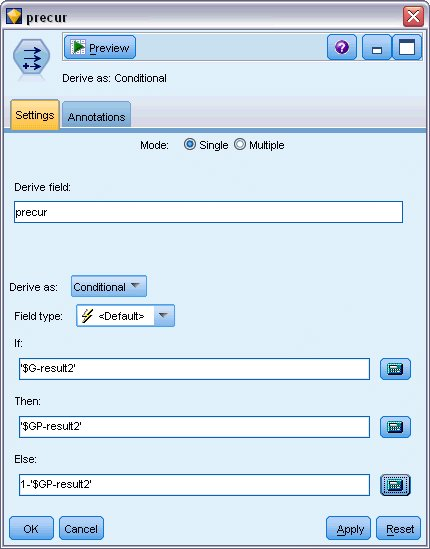 precur
Preview
Derive as: Conditional
Settings Annotations
Mode: Single Multiple
Derive field:
precur
Derive as: Conditional
Field type: <Default>
If:
'$G-result2'
Then:
'$GP-result2'
Else:
1-'$GP-result2'
OK Cancel Apply Reset